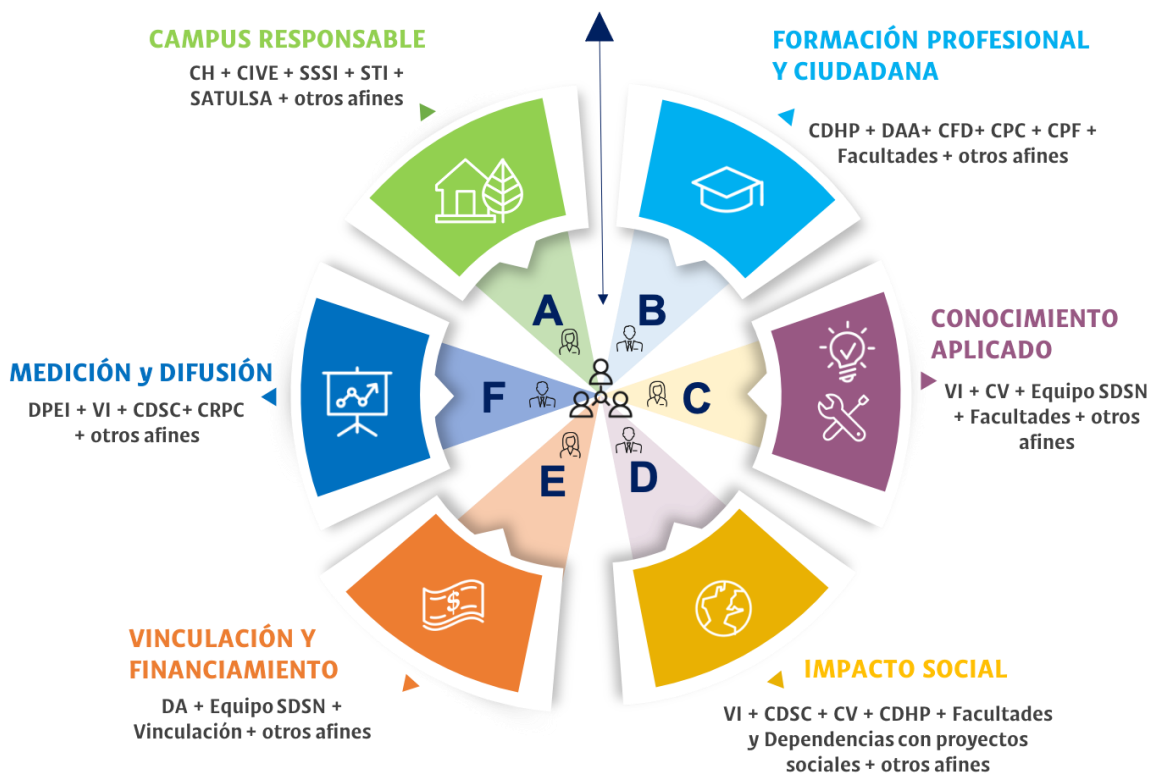 CAMPUS RESPONSABLE
CH + CIVE + SSSI + STI +
SATULSA + otros afines
FORMACIÓN PROFESIONAL
Y CIUDADANA
CDHP + DAA+ CFD+ CPC + CPF +
Facultades + otros afines
A
B
CONOCIMIENTO
APLICADO
VI + CV + Equipo SDSN
+ Facultades + otros
afines
MEDICIÓN y DIFUSIÓN
DPEI + VI + CDSC+ CRPC
+ otros afines
F
C
E
D
$
VINCULACIÓN Y
FINANCIAMIENTO
DA + Equipo SDSN +
Vinculación + otros afines
IMPACTO SOCIAL
VI + CDSC + CV + CDHP + Facultades
y Dependencias con proyectos
sociales + otros afines